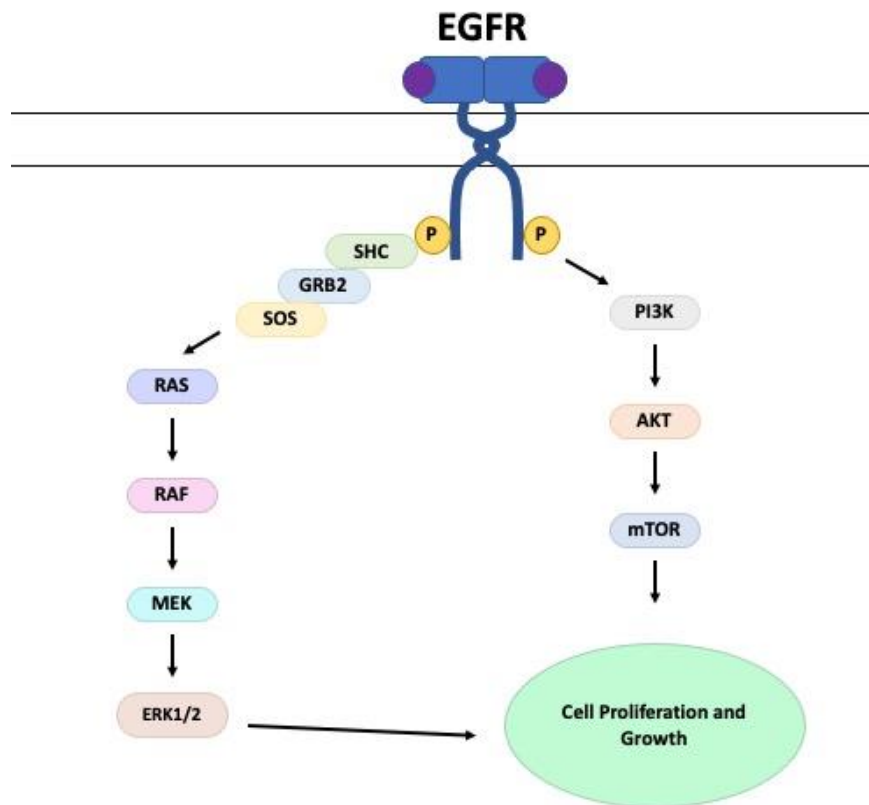 EGFR
P
P
SHC
GRB2
SOS
PI3K
RAS
AKT
RAF
mTOR
MEK
ERK1/2
Cell Proliferation and
Growth